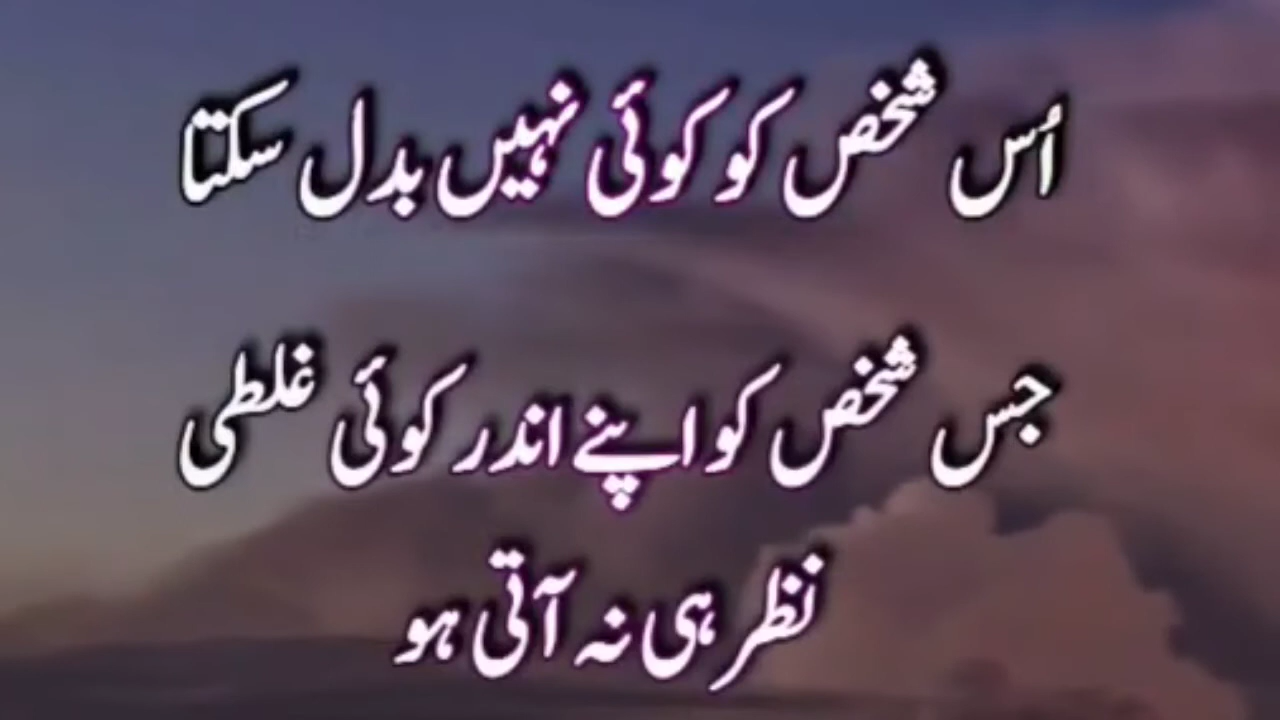 اُس شخص کو کوئی نہیں بدل سکتا
جس شخص کو اپنے اندر کوئی غلطی
نظر ہی نہ آتی ہو